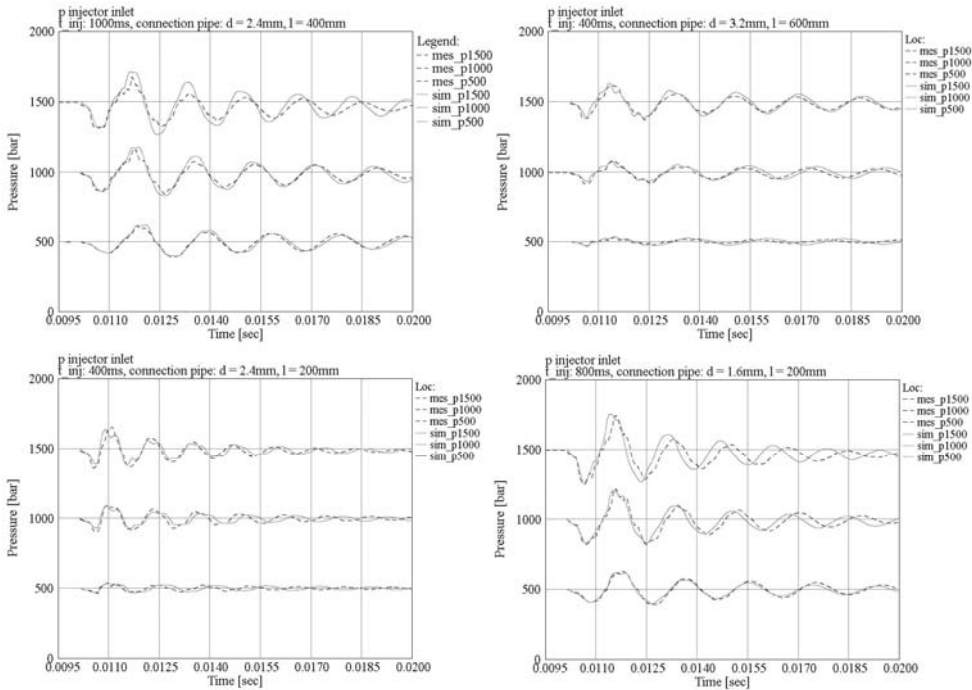 p injector inlet
t_inj: 1000ms, connection pipe: d = 2.4mm, l = 400mm
2000
1500
1000
500
0
Pressure [bar]
0.0095 0.0110 0.0125 0.0140 0.0155 0.0170 0.0185 0.0200
Time [sec]
Legend:
mes_p1500
mes_p1000
mes_p500
sim_p1500
sim_p1000
sim_p500
p injector inlet
t_inj: 400ms, connection pipe: d = 3.2mm, l = 600mm
2000
1500
1000
500
0
Pressure [bar]
0.0095 0.0110 0.0125 0.0140 0.0155 0.0170 0.0185 0.0200
Time [sec]
Loc:
mes_p1500
mes_p1000
mes_p500
sim_p1500
sim_p1000
sim_p500
p injector inlet
t_inj: 400ms, connection pipe: d = 2.4mm, l = 200mm
2000
1500
1000
500
0
Pressure [bar]
0.0095 0.0110 0.0125 0.0140 0.0155 0.0170 0.0185 0.0200
Time [sec]
Loc:
mes_p1500
mes_p1000
mes_p500
sim_p1500
sim_p1000
sim_p500
p injector inlet
t_inj: 800ms, connection pipe: d = 1.6mm, l = 200mm
2000
1500
1000
500
0
Pressure [bar]
0.0095 0.0110 0.0125 0.0140 0.0155 0.0170 0.0185 0.0200
Time [sec]
Loc:
mes_p1500
mes_p1000
mes_p500
sim_p1500
sim_p1000
sim_p500